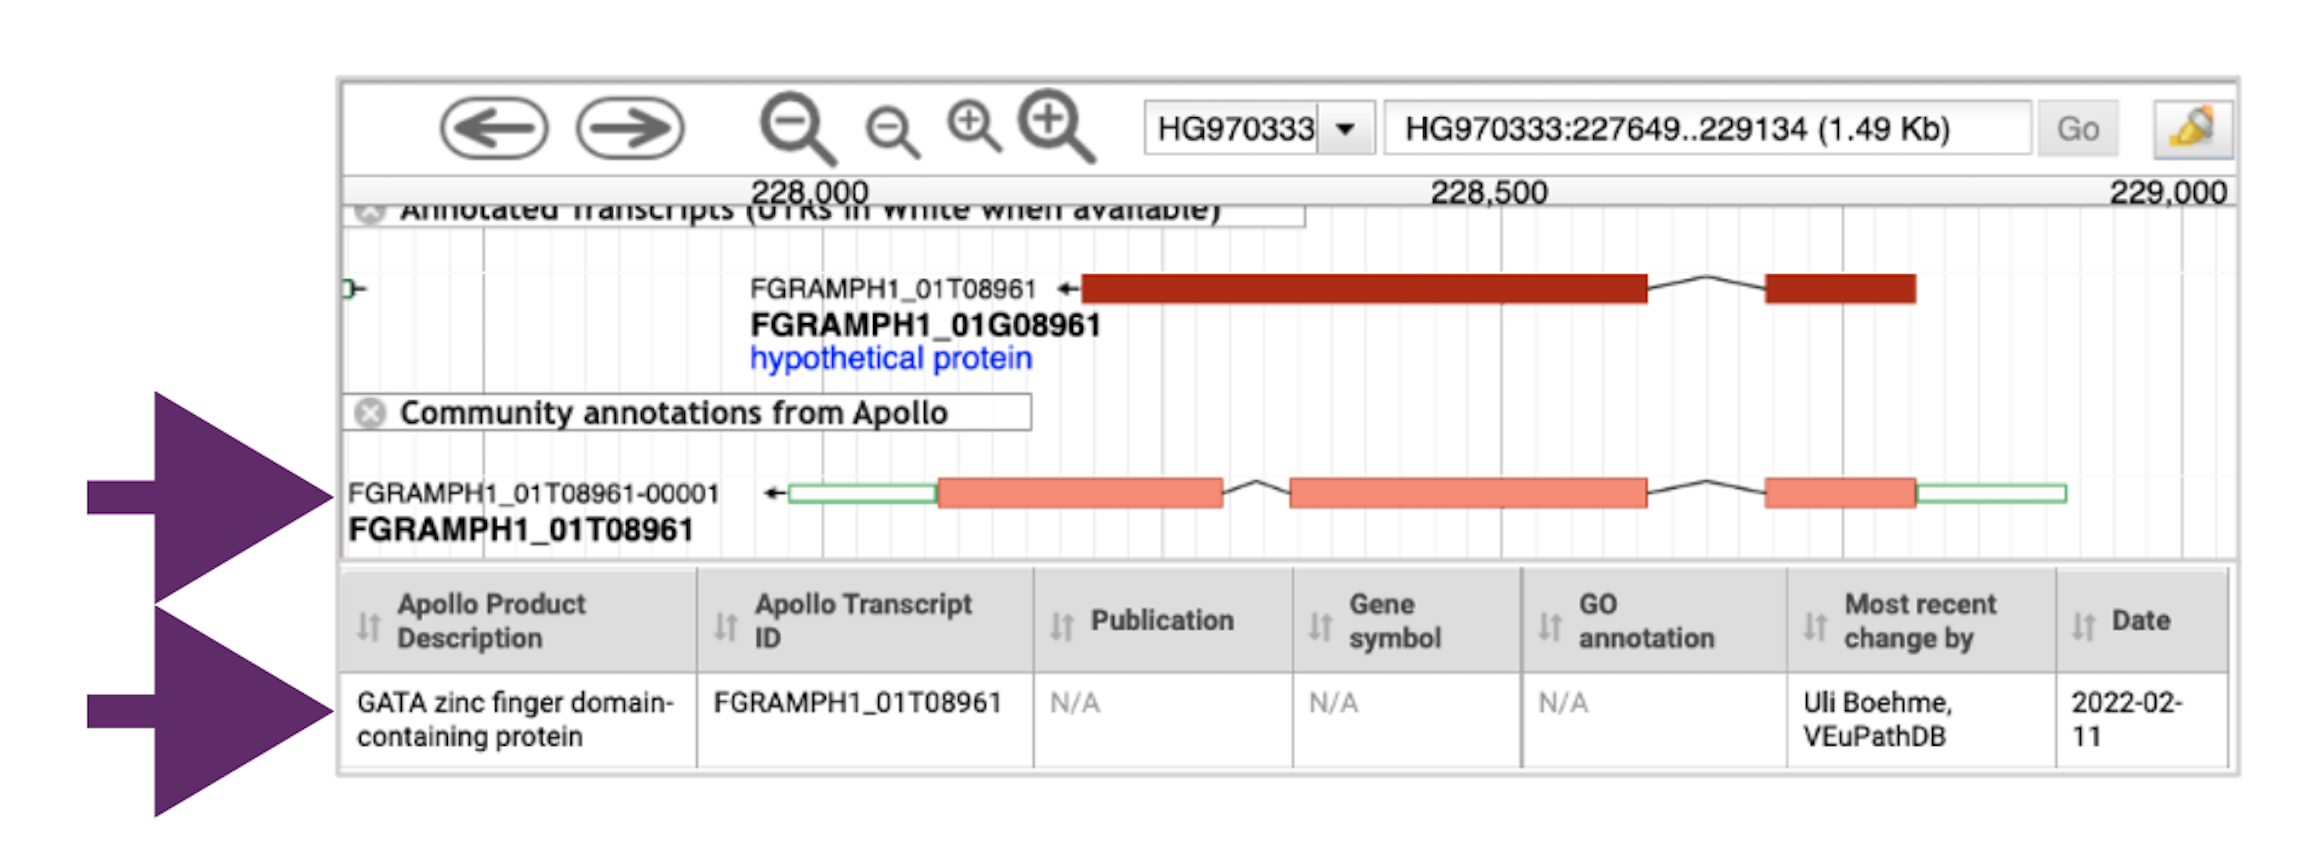 HG970333
HG970333:227649..229134 (1.49 Kb)
Go
228,000
228,500
229,000
Annotated Transcripts (UTRs in White when available)
FGRAMPH1_01T08961
FGRAMPH1_01G08961
hypothetical protein
Community annotations from Apollo
FGRAMPH1_01T08961-00001
FGRAMPH1_01T08961
Apollo Product
Description
Apollo Transcript
ID
Publication
Gene
symbol
GO
annotation
Most recent
change by
Date
GATA zinc finger domain-
containing protein
FGRAMPH1_01T08961
N/A
N/A
N/A
Uli Boehme,
VEuPathDB
2022-02-
11